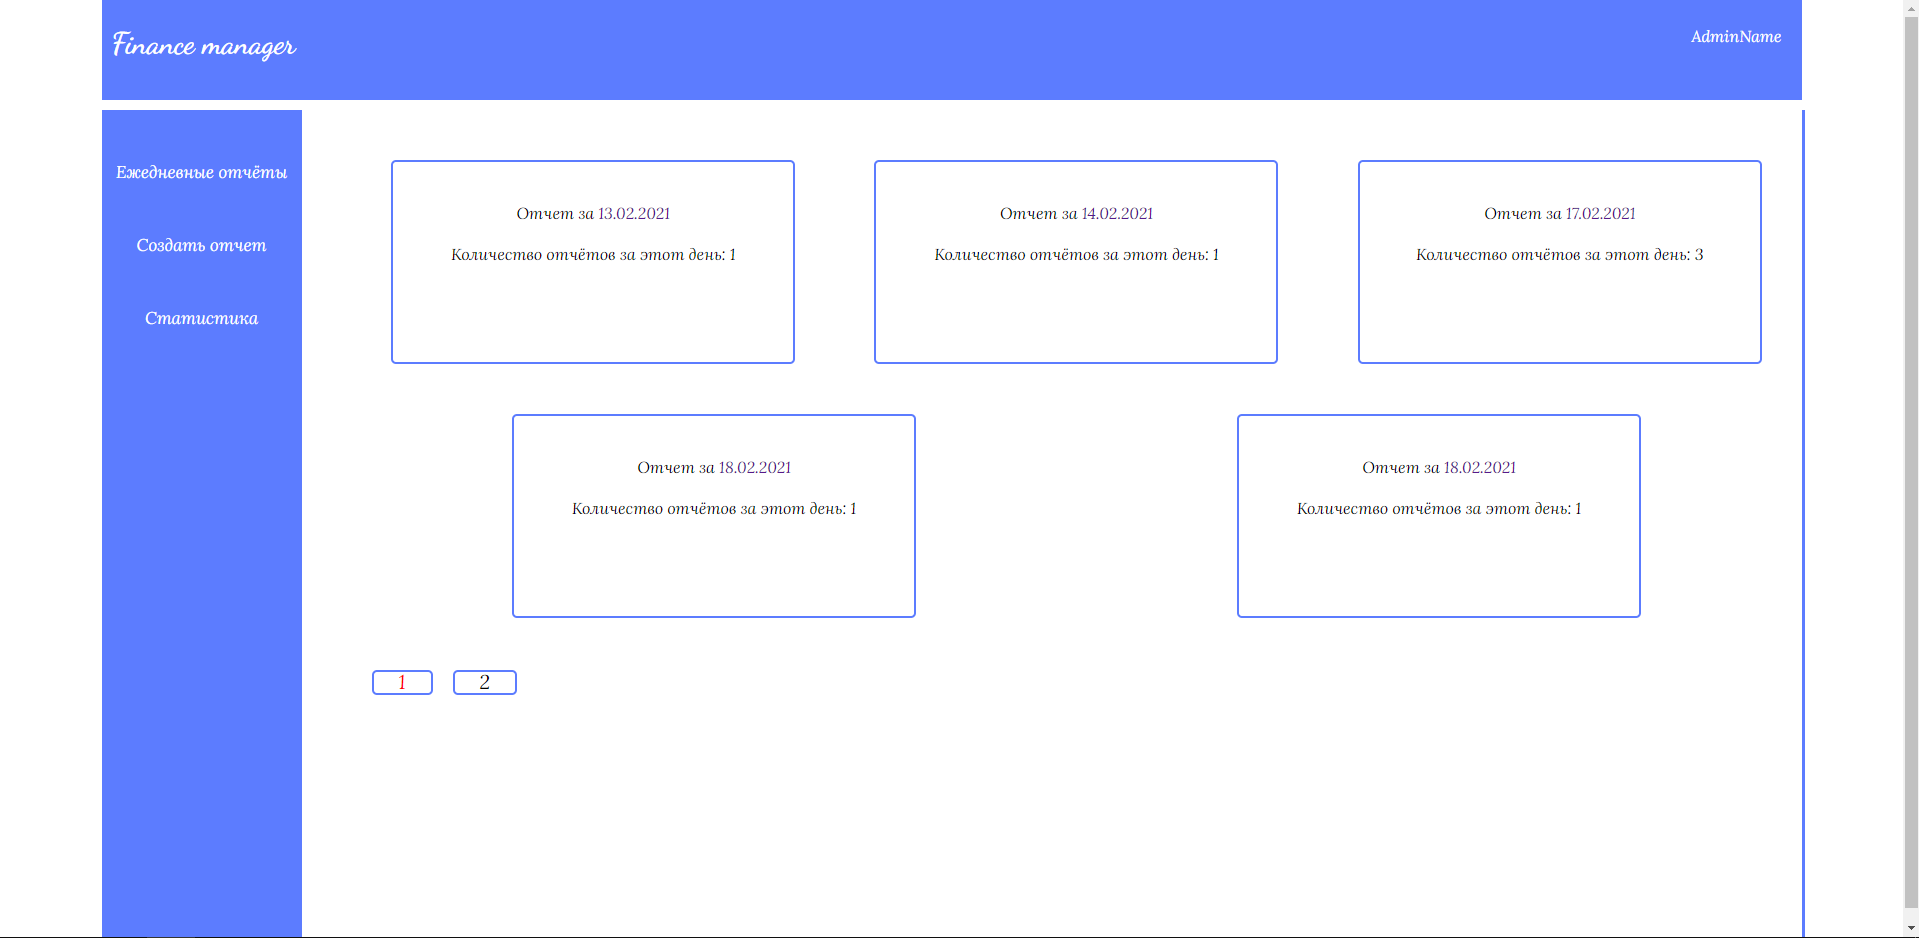 Finance manager
AdminName
Ежедневные отчёты
Создать отчет
Статистика
Отчет за 13.02.2021
Количество отчётов за этот день: 1
Отчет за 14.02.2021
Количество отчётов за этот день: 1
Отчет за 17.02.2021
Количество отчётов за этот день: 3
Отчет за 18.02.2021
Количество отчётов за этот день: 1
Отчет за 18.02.2021
Количество отчётов за этот день: 1
1
2